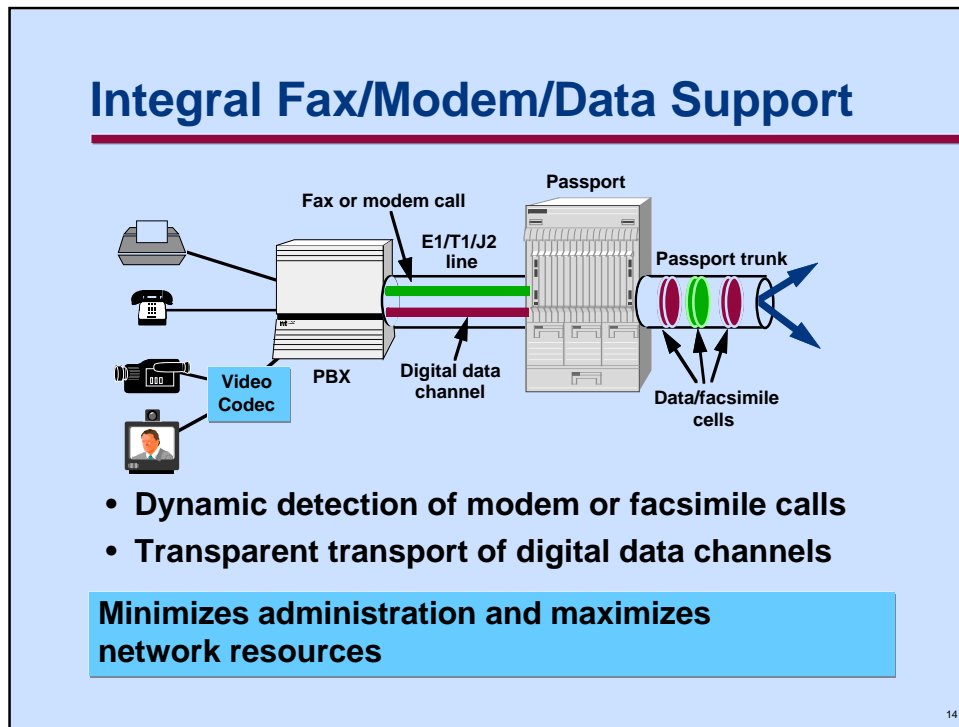 Integral Fax/Modem/Data Support
Passport
Fax or modem call
E1/T1/J2
line
Passport trunk
nt
PBX
Video
Codec
Digital data
channel
Data/facsimile
cells
• Dynamic detection of modem or facsimile calls
• Transparent transport of digital data channels
Minimizes administration and maximizes
network resources
14